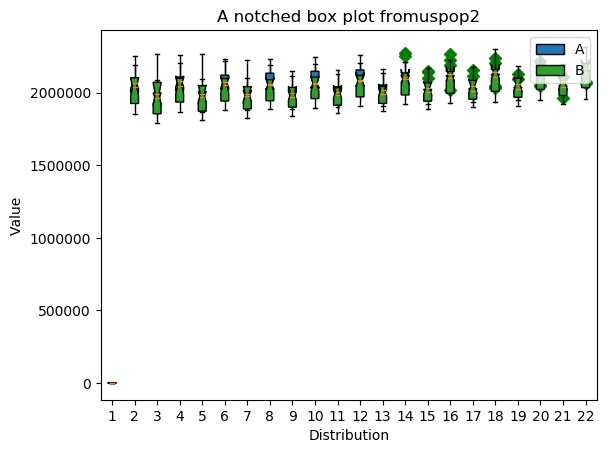 A notched box plot fromuspop2
A
B
Value
2000000
1500000
1000000
500000
0
1 2 3 4 5 6 7 8 9 10 11 12 13 14 15 16 17 18 19 20 21 22
Distribution